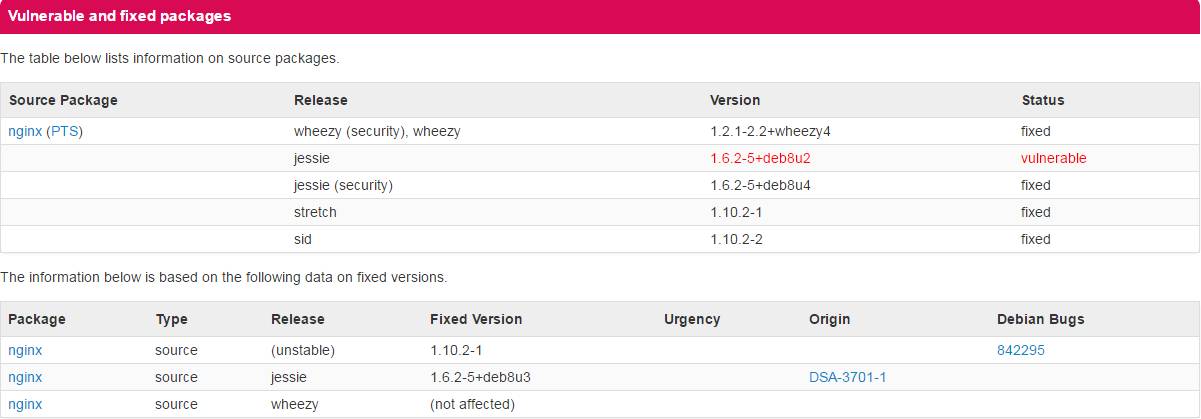 Vulnerable and fixed packages
The table below lists information on source packages.
Source Package Release Version Status
nginx (PTS) wheezy (security), wheezy 1.2.1-2.2+wheezy4 fixed
jessie 1.6.2-5+deb8u2 vulnerable
jessie (security) 1.6.2-5+deb8u4 fixed
stretch 1.10.2-1 fixed
sid 1.10.2-2 fixed
The information below is based on the following data on fixed versions.
Package Type Release Fixed Version Urgency Origin Debian Bugs
nginx source (unstable) 1.10.2-1 842295
nginx source jessie 1.6.2-5+deb8u3 DSA-3701-1
nginx source wheezy (not affected)